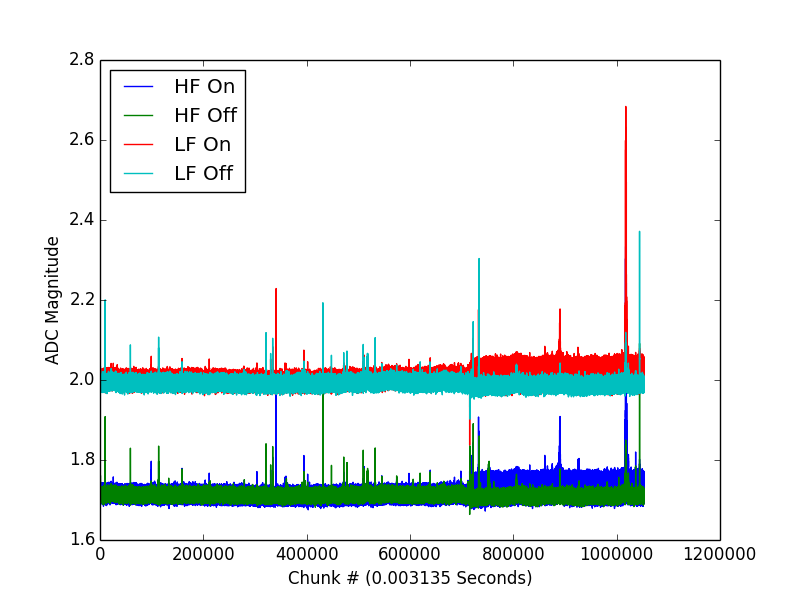 2.8
2.6
2.4
2.2
2.0
1.8
1.6
ADC Magnitude
HF On
HF Off
LF On
LF Off
0 200000 400000 600000 800000 1000000 1200000
Chunk # (0.003135 Seconds)